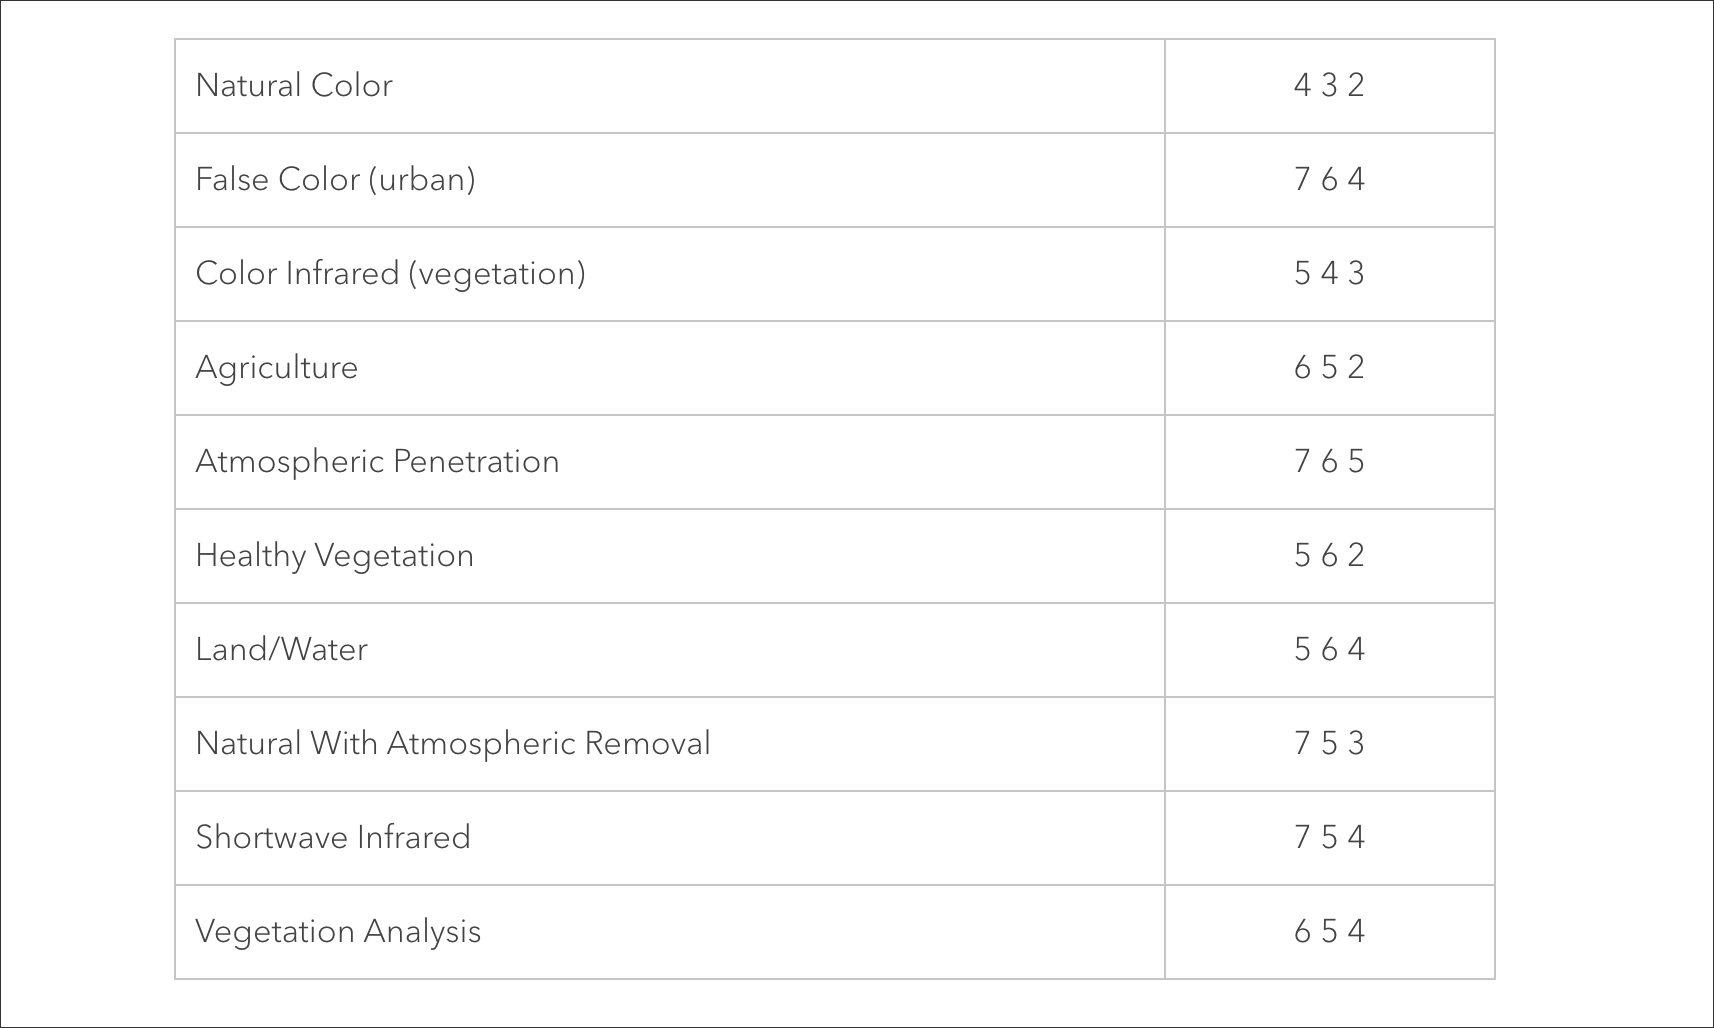 Natural Color 4 3 2
False Color (urban) 7 6 4
Color Infrared (vegetation) 5 4 3
Agriculture 6 5 2
Atmospheric Penetration 7 6 5
Healthy Vegetation 5 6 2
Land/Water 5 6 4
Natural With Atmospheric Removal 7 5 3
Shortwave Infrared 7 5 4
Vegetation Analysis 6 5 4